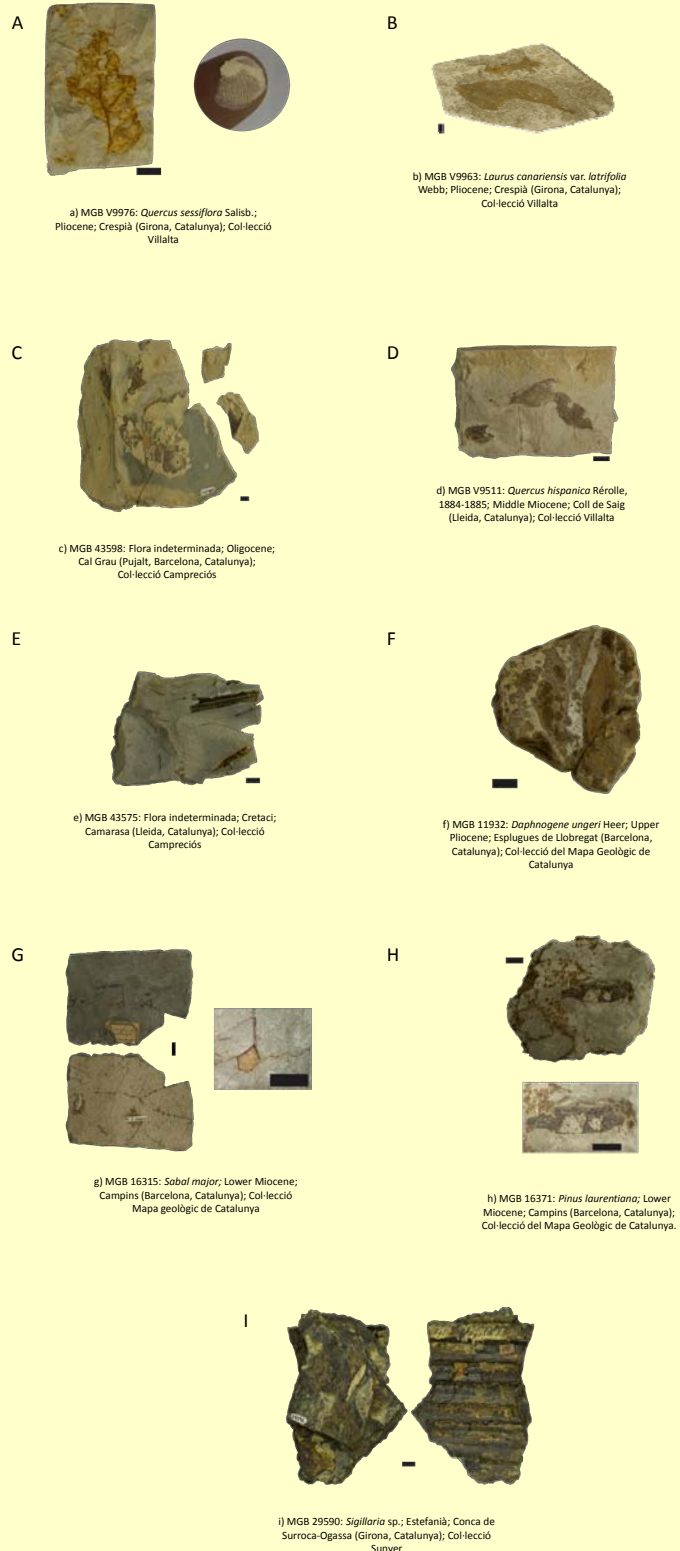 A
B
a) MGB V9976: Quercus sessiflora Salisb.;
Pliocene; Crespià (Girona, Catalunya); Col·lecció
Villalta
b) MGB V9963: Laurus canariensis var. latrifolia
Webb; Pliocene; Crespià (Girona, Catalunya);
Col·lecció Villalta
C
D
c) MGB 43598: Flora indeterminada; Oligocene;
Cal Grau (Pujalt, Barcelona, Catalunya);
Col·lecció Campreciós
d) MGB V9511: Quercus hispanica Rérolle,
1884-1885; Middle Miocene; Coll de Saig
(Lleida, Catalunya); Col·lecció Villalta
E
F
e) MGB 43575: Flora indeterminada; Cretaci;
Camarasa (Lleida, Catalunya); Col·lecció
Campreciós
f) MGB 11932: Daphnogene ungeri Heer; Upper
Pliocene; Esplugues de Llobregat (Barcelona,
Catalunya); Col·lecció del Mapa Geològic de
Catalunya
G
H
g) MGB 16315: Sabal major; Lower Miocene;
Campins (Barcelona, Catalunya); Col·lecció
Mapa geològic de Catalunya
h) MGB 16371: Pinus laurentiana; Lower
Miocene; Campins (Barcelona, Catalunya);
Col·lecció del Mapa Geològic de Catalunya.
I
i) MGB 29590: Sigillaria sp.; Estefanià; Conca de
Surroca-Ogassa (Girona, Catalunya); Col·lecció
Sunyer